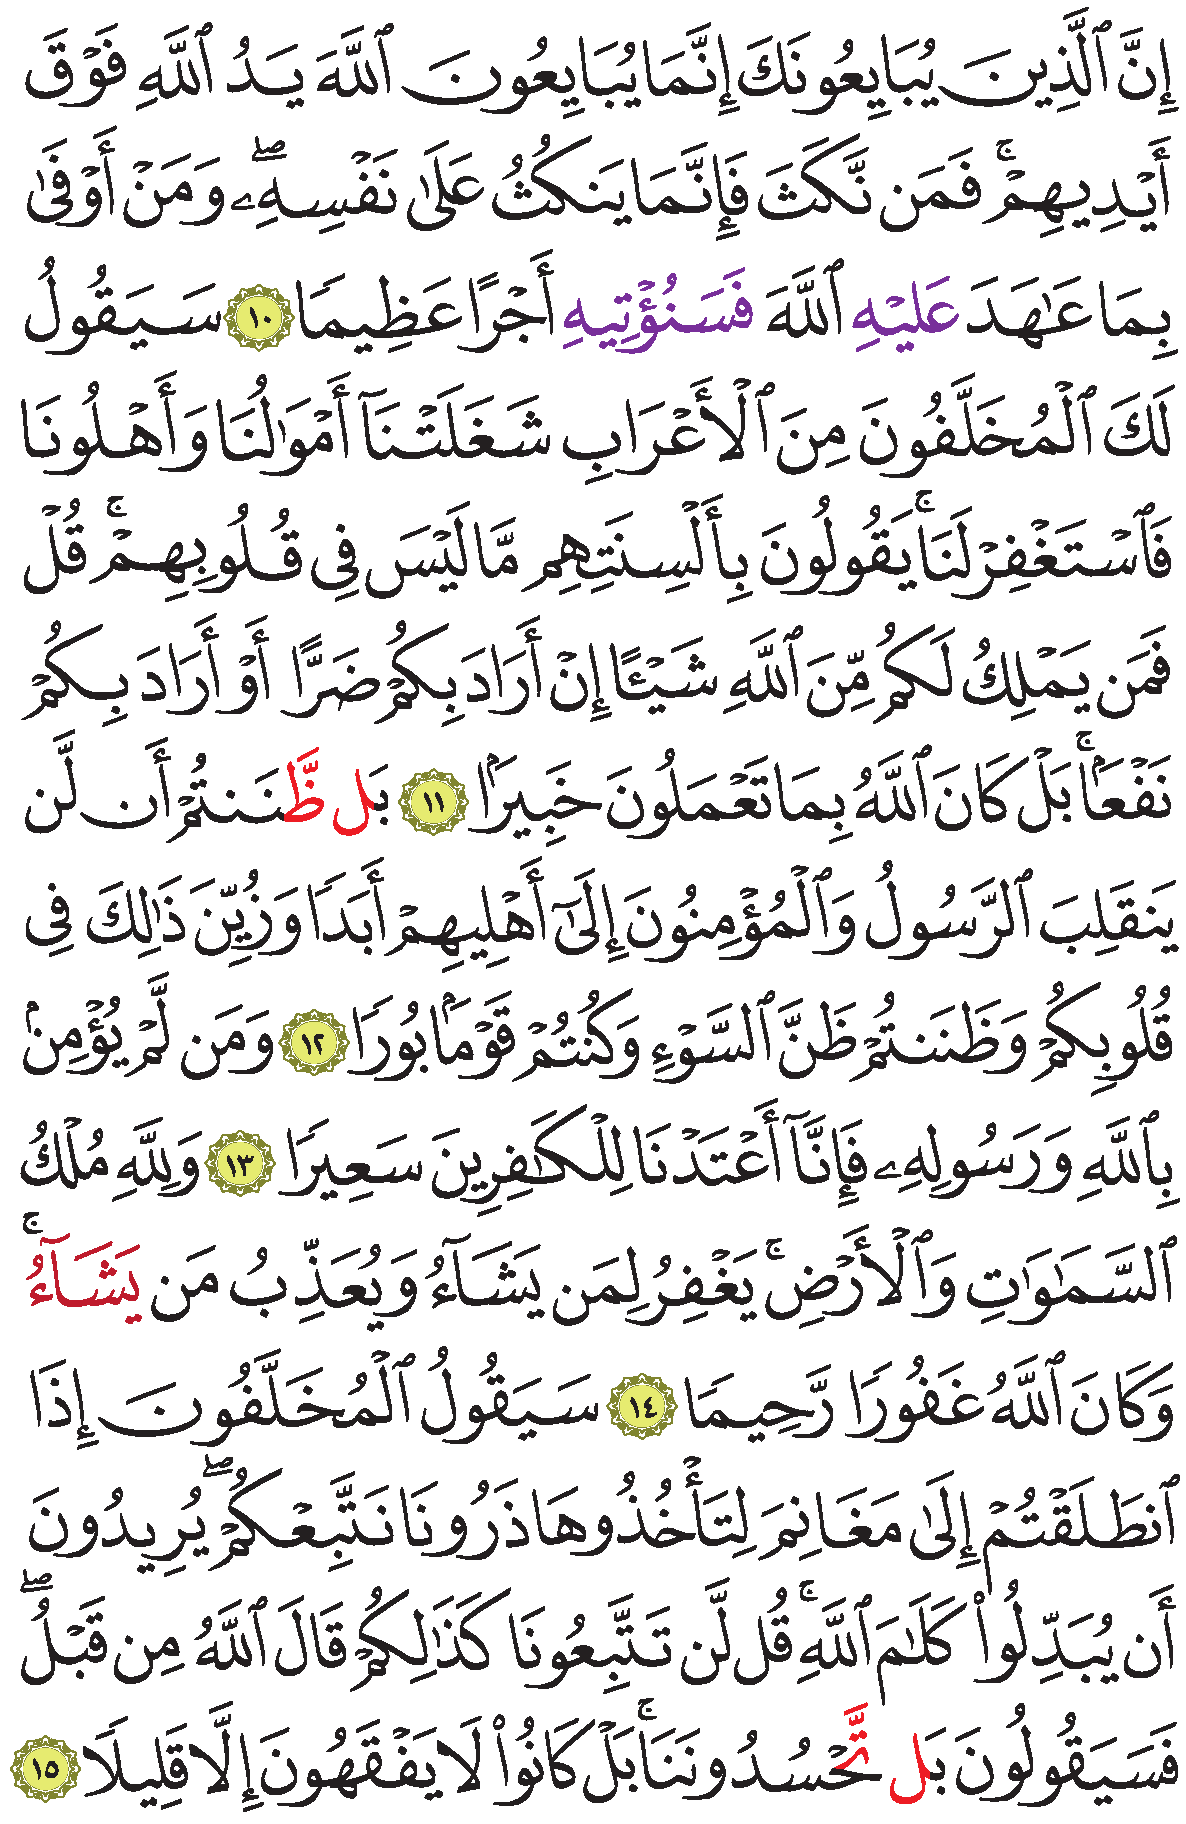 إِنَّ ٱلَّذِينَ يُبَايِعُونَكَ إِنَّمَا يُبَايِعُونَ ٱللَّهَ يَدُ ٱللَّهِ فَوْقَ
أَيْدِيهِمْۚ فَمَن نَّكَثَ فَإِنَّمَا يَنكُثُ عَلَىٰ نَفْسِهِۦۖ وَمَنْ أَوْفَىٰ
بِمَا عَٰهَدَ عَلَيْهِ ٱللَّهَ فَسَنُؤْتِيهِ أَجْرًا عَظِيمًا ١٠ سَيَقُولُ
لَكَ ٱلْمُخَلَّفُونَ مِنَ ٱلْأَعْرَابِ شَغَلَتْنَآ أَمْوَٰلُنَا وَأَهْلُونَا
فَٱسْتَغْفِرْ لَنَاۚ يَقُولُونَ بِأَلْسِنَتِهِم مَّا لَيْسَ فِى قُلُوبِهِمْۚ قُلْ
فَمَن يَمْلِكُ لَكُم مِّنَ ٱللَّهِ شَيْـًٔا إِنْ أَرَادَ بِكُمْ ضَرًّا أَوْ أَرَادَ بِكُمْ
نَفْعَۢاۚ بَلْ كَانَ ٱللَّهُ بِمَا تَعْمَلُونَ خَبِيرَۢا ١١ بَل ظَّنَنتُمْ أَن لَّن
يَنقَلِبَ ٱلرَّسُولُ وَٱلْمُؤْمِنُونَ إِلَىٰٓ أَهْلِيهِمْ أَبَدًا وَزُيِّنَ ذَٰلِكَ فِى
قُلُوبِكُمْ وَظَنَنتُمْ ظَنَّ ٱلسَّوْءِ وَكُنتُمْ قَوْمَۢا بُورًا ١٢ وَمَن لَّمْ يُؤْمِنۢ
بِٱللَّهِ وَرَسُولِهِۦ فَإِنَّآ أَعْتَدْنَا لِلْكَٰفِرِينَ سَعِيرًا ١٣ وَلِلَّهِ مُلْكُ
ٱلسَّمَٰوَٰتِ وَٱلْأَرْضِۚ يَغْفِرُ لِمَن يَشَآءُ وَيُعَذِّبُ مَن يَشَآءُۚ
وَكَانَ ٱللَّهُ غَفُورًا رَّحِيمًا ١٤ سَيَقُولُ ٱلْمُخَلَّفُونَ إِذَا
ٱنطَلَقْتُمْ إِلَىٰ مَغَانِمَ لِتَأْخُذُوهَا ذَرُونَا نَتَّبِعْكُمْۖ يُرِيدُونَ
أَن يُبَدِّلُوا۟ كَلَٰمَ ٱللَّهِۚ قُل لَّن تَتَّبِعُونَا كَذَٰلِكُمْ قَالَ ٱللَّهُ مِن قَبْلُۖ
فَسَيَقُولُونَ بَل تَّحْسُدُونَنَاۚ بَلْ كَانُوا۟ لَا يَفْقَهُونَ إِلَّا قَلِيلًا ١٥